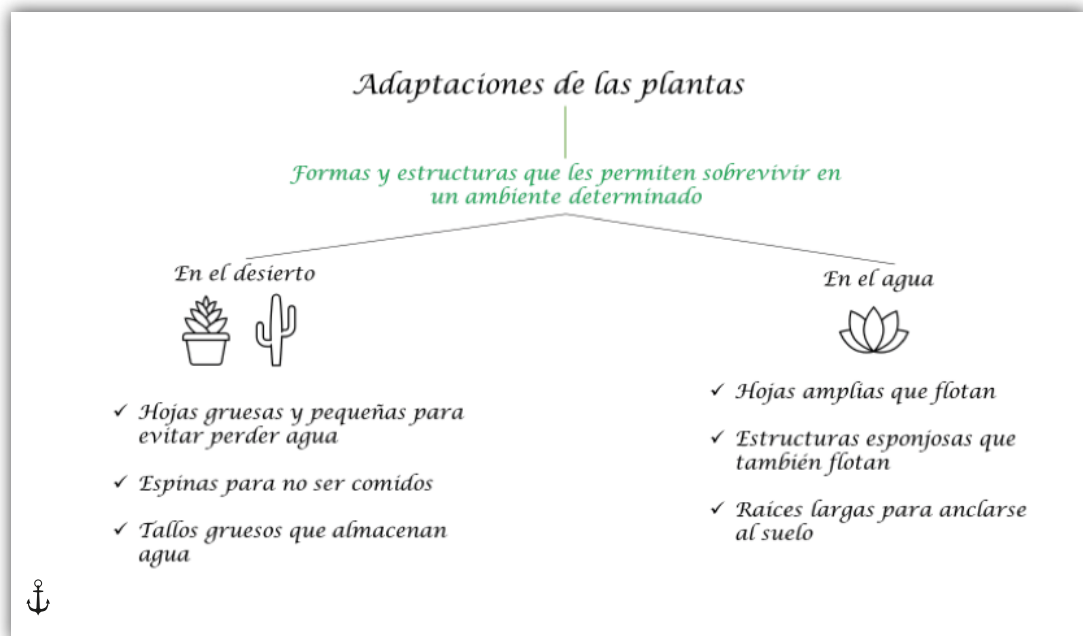 Adaptaciones de las plantas
Formas y estructuras que les permiten sobrevivir en
un ambiente determinado
En el desierto
✓ Hojas gruesas y pequeñas para
evitar perder agua
✓ Espinas para no ser comidos
✓ Tallos gruesos que almacenan
agua
En el agua
✓ Hojas amplias que flotan
✓ Estructuras esponjosas que
también flotan
✓ Raíces largas para anclarse
al suelo